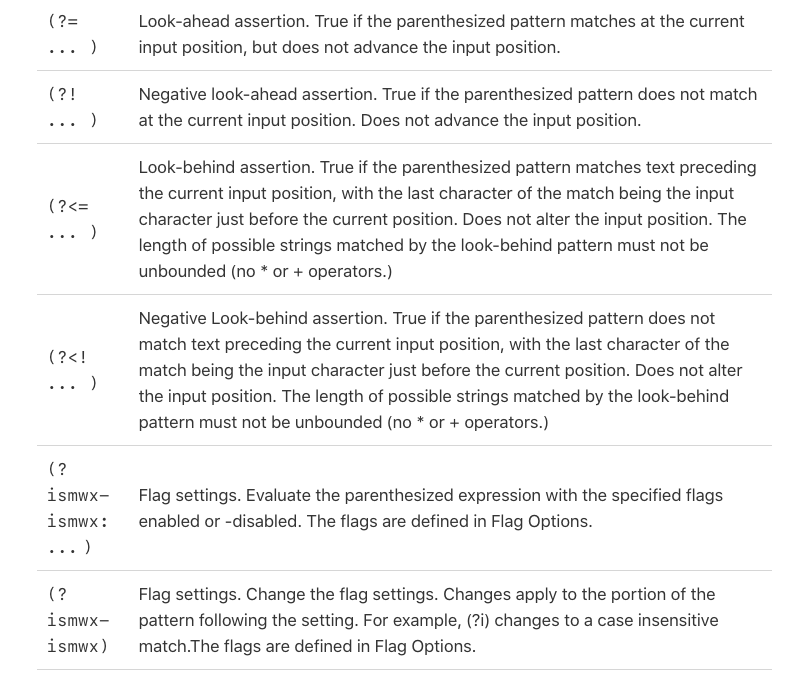 (?=
... )
Look-ahead assertion. True if the parenthesized pattern matches at the current
input position, but does not advance the input position.
(?!
... )
Negative look-ahead assertion. True if the parenthesized pattern does not match
at the current input position. Does not advance the input position.
(?<=
... )
Look-behind assertion. True if the parenthesized pattern matches text preceding
the current input position, with the last character of the match being the input
character just before the current position. Does not alter the input position. The
length of possible strings matched by the look-behind pattern must not be
unbounded (no * or + operators.)
(?<!
... )
Negative Look-behind assertion. True if the parenthesized pattern does not
match text preceding the current input position, with the last character of the
match being the input character just before the current position. Does not alter
the input position. The length of possible strings matched by the look-behind
pattern must not be unbounded (no * or + operators.)
(?
ismwx-
ismwx:
... )
Flag settings. Evaluate the parenthesized expression with the specified flags
enabled or -disabled. The flags are defined in Flag Options.
(?
ismwx-
ismwx)
Flag settings. Change the flag settings. Changes apply to the portion of the
pattern following the setting. For example, (?i) changes to a case insensitive
match.The flags are defined in Flag Options.